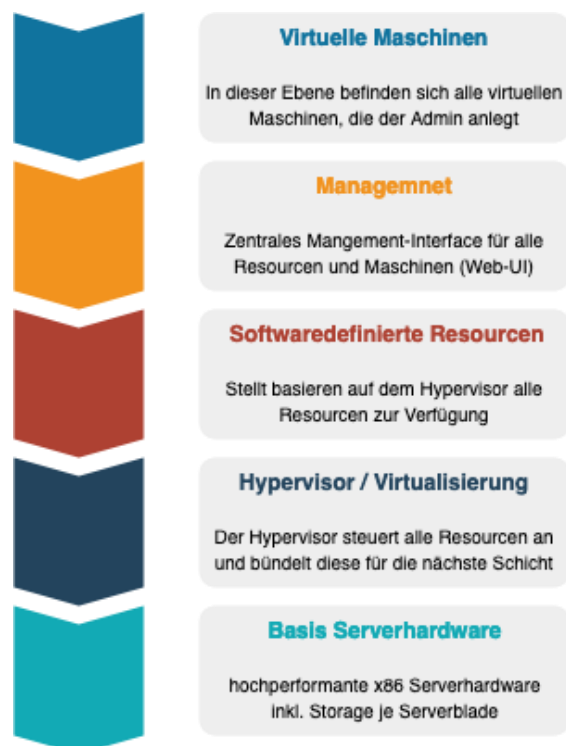 Virtuelle Maschinen
In dieser Ebene befinden sich alle virtuellen
Maschinen, die der Admin anlegt
Managemnet
Zentrales Mangement-Interface für alle
Resourcen und Maschinen (Web-UI)
Softwaredefinierte Resourcen
Stellt basieren auf dem Hypervisor alle
Resourcen zur Verfügung
Hypervisor / Virtualisierung
Der Hypervisor steuert alle Resourcen an
und bündelt diese für die nächste Schicht
Basis Serverhardware
hochperformante x86 Serverhardware
inkl. Storage je Serverblade